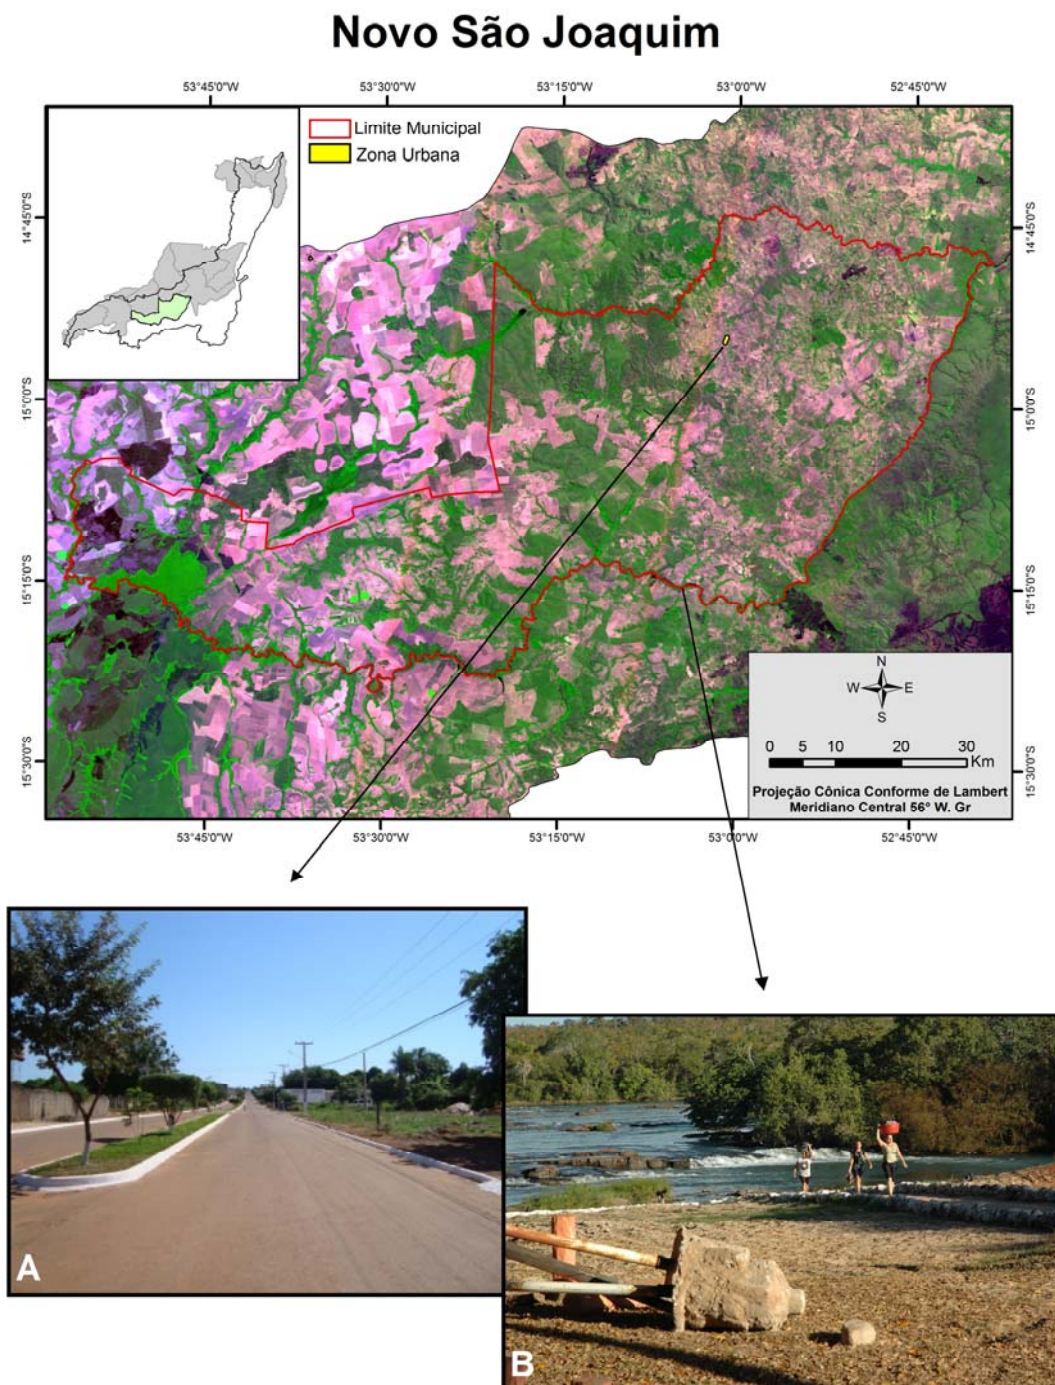 Novo São Joaquim
53°45'0"W 53°30'0"W 53°15'0"W 53°0'0"W 52°45'0"W
Limite Municipal
Zona Urbana
14°45'0"S
14°45'0"S
15°0'0"S
15°0'0"S
15°15'0"S
15°15'0"S
15°30'0"S
15°30'0"S
N
W E
S
0 5 10 20 30
Km
Projeção Cônica Conforme de Lambert
Meridiano Central 56º W. Gr
53°45'0"W 53°30'0"W 53°15'0"W 53°0'0"W 52°45'0"W
A
B